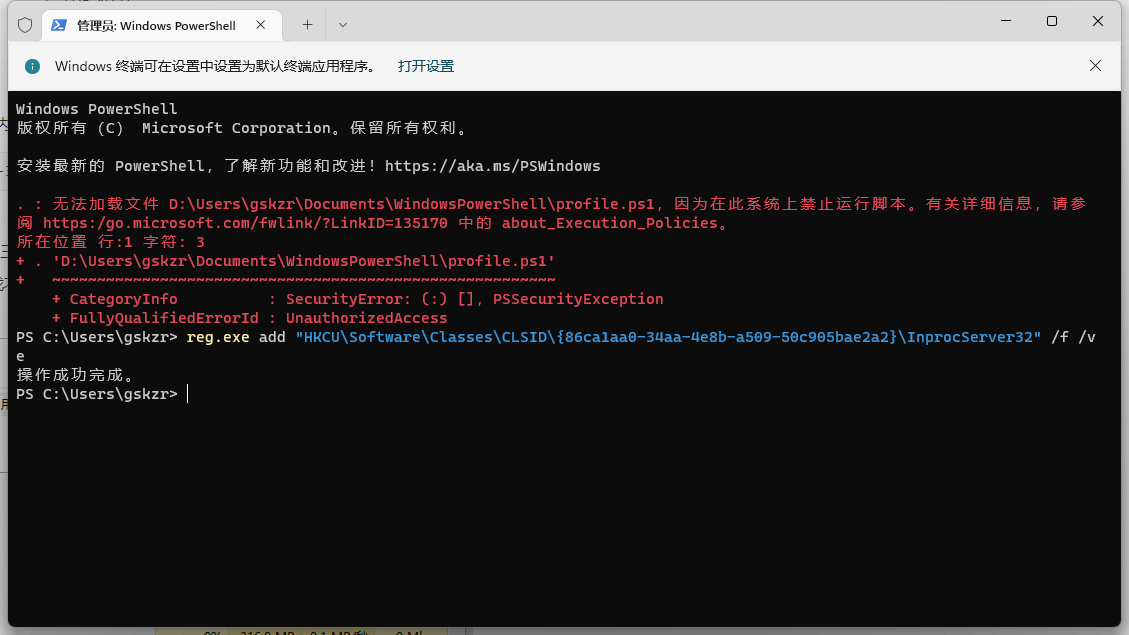 管理员: Windows PowerShell
Windows 终端可在设置中设置为默认终端应用程序。 打开设置
Windows PowerShell
版权所有 (C) Microsoft Corporation。保留所有权利。
安装最新的 PowerShell，了解新功能和改进！https://aka.ms/PSWindows
. : 无法加载文件 D:\Users\gskzr\Documents\WindowsPowerShell\profile.ps1，因为在此系统上禁止运行脚本。有关详细信息，请参
阅 https:/go.microsoft.com/fwlink/?LinkID=135170 中的 about_Execution_Policies。
所在位置 行:1 字符: 3
+ . 'D:\Users\gskzr\Documents\WindowsPowerShell\profile.ps1'
+   ~~~~~~~~~~~~~~~~~~~~~~~~~~~~~~~~~~~~~~~~~~~~~~~~~~~~~~~~
    + CategoryInfo          : SecurityError: (:) []，PSSecurityException
    + FullyQualifiedErrorId : UnauthorizedAccess
PS C:\Users\gskzr> reg.exe add "HKCU\Software\Classes\CLSID\{86ca1aa0-34aa-4e8b-a509-50c905bae2a2}\InprocServer32" /f /v
e
操作成功完成。
PS C:\Users\gskzr>